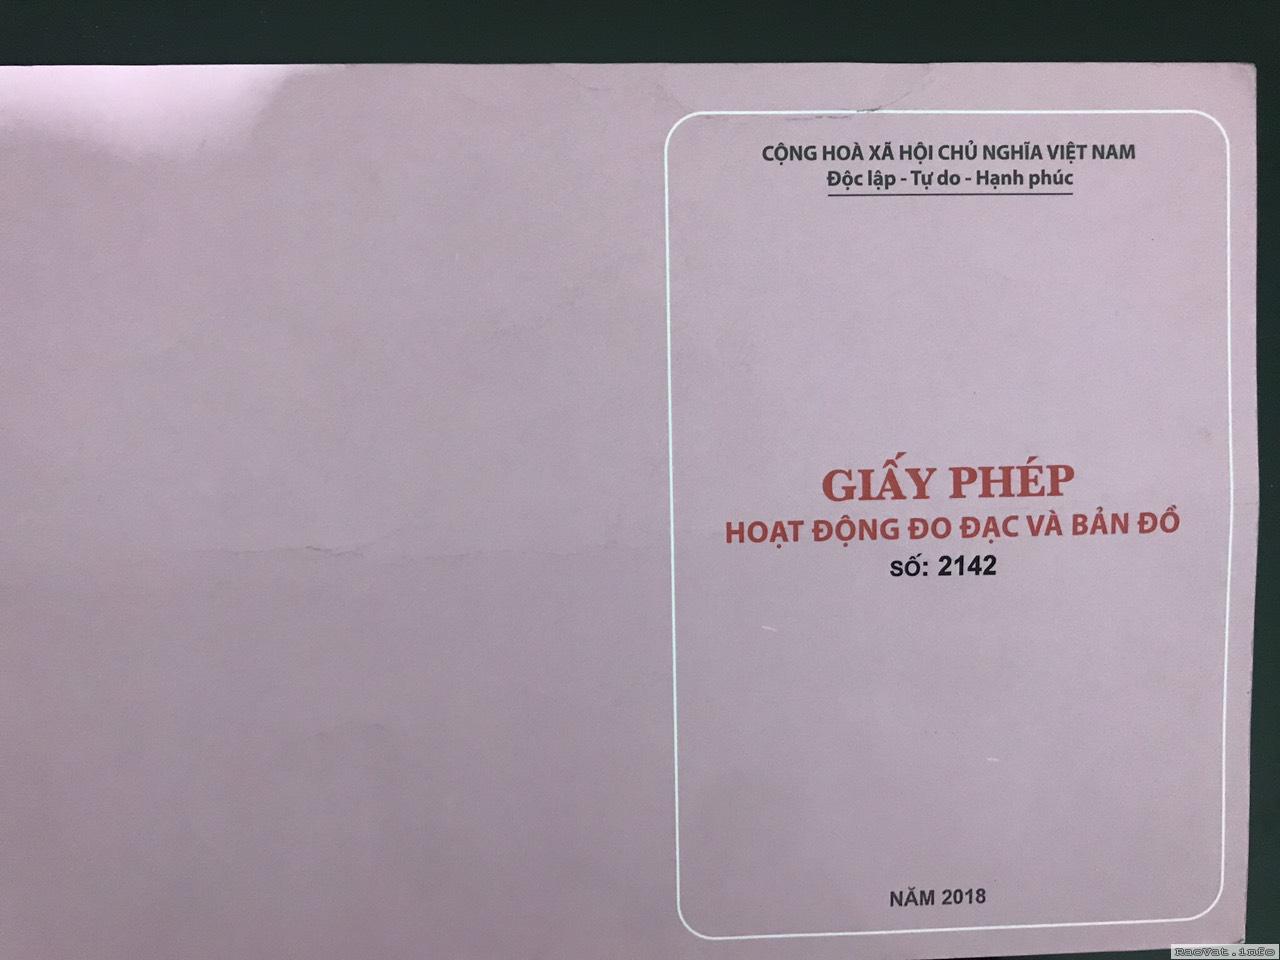 CỘNG HOÀ XÃ HỘI CHỦ NGHĨA VIỆT NAM
Độc lập - Tự do - Hạnh phúc
GIẤY PHÉP
HOẠT ĐỘNG ĐO ĐẠC VÀ BẢN ĐỒ
SỐ: 2142
NĂM 2018
RaoVat.info